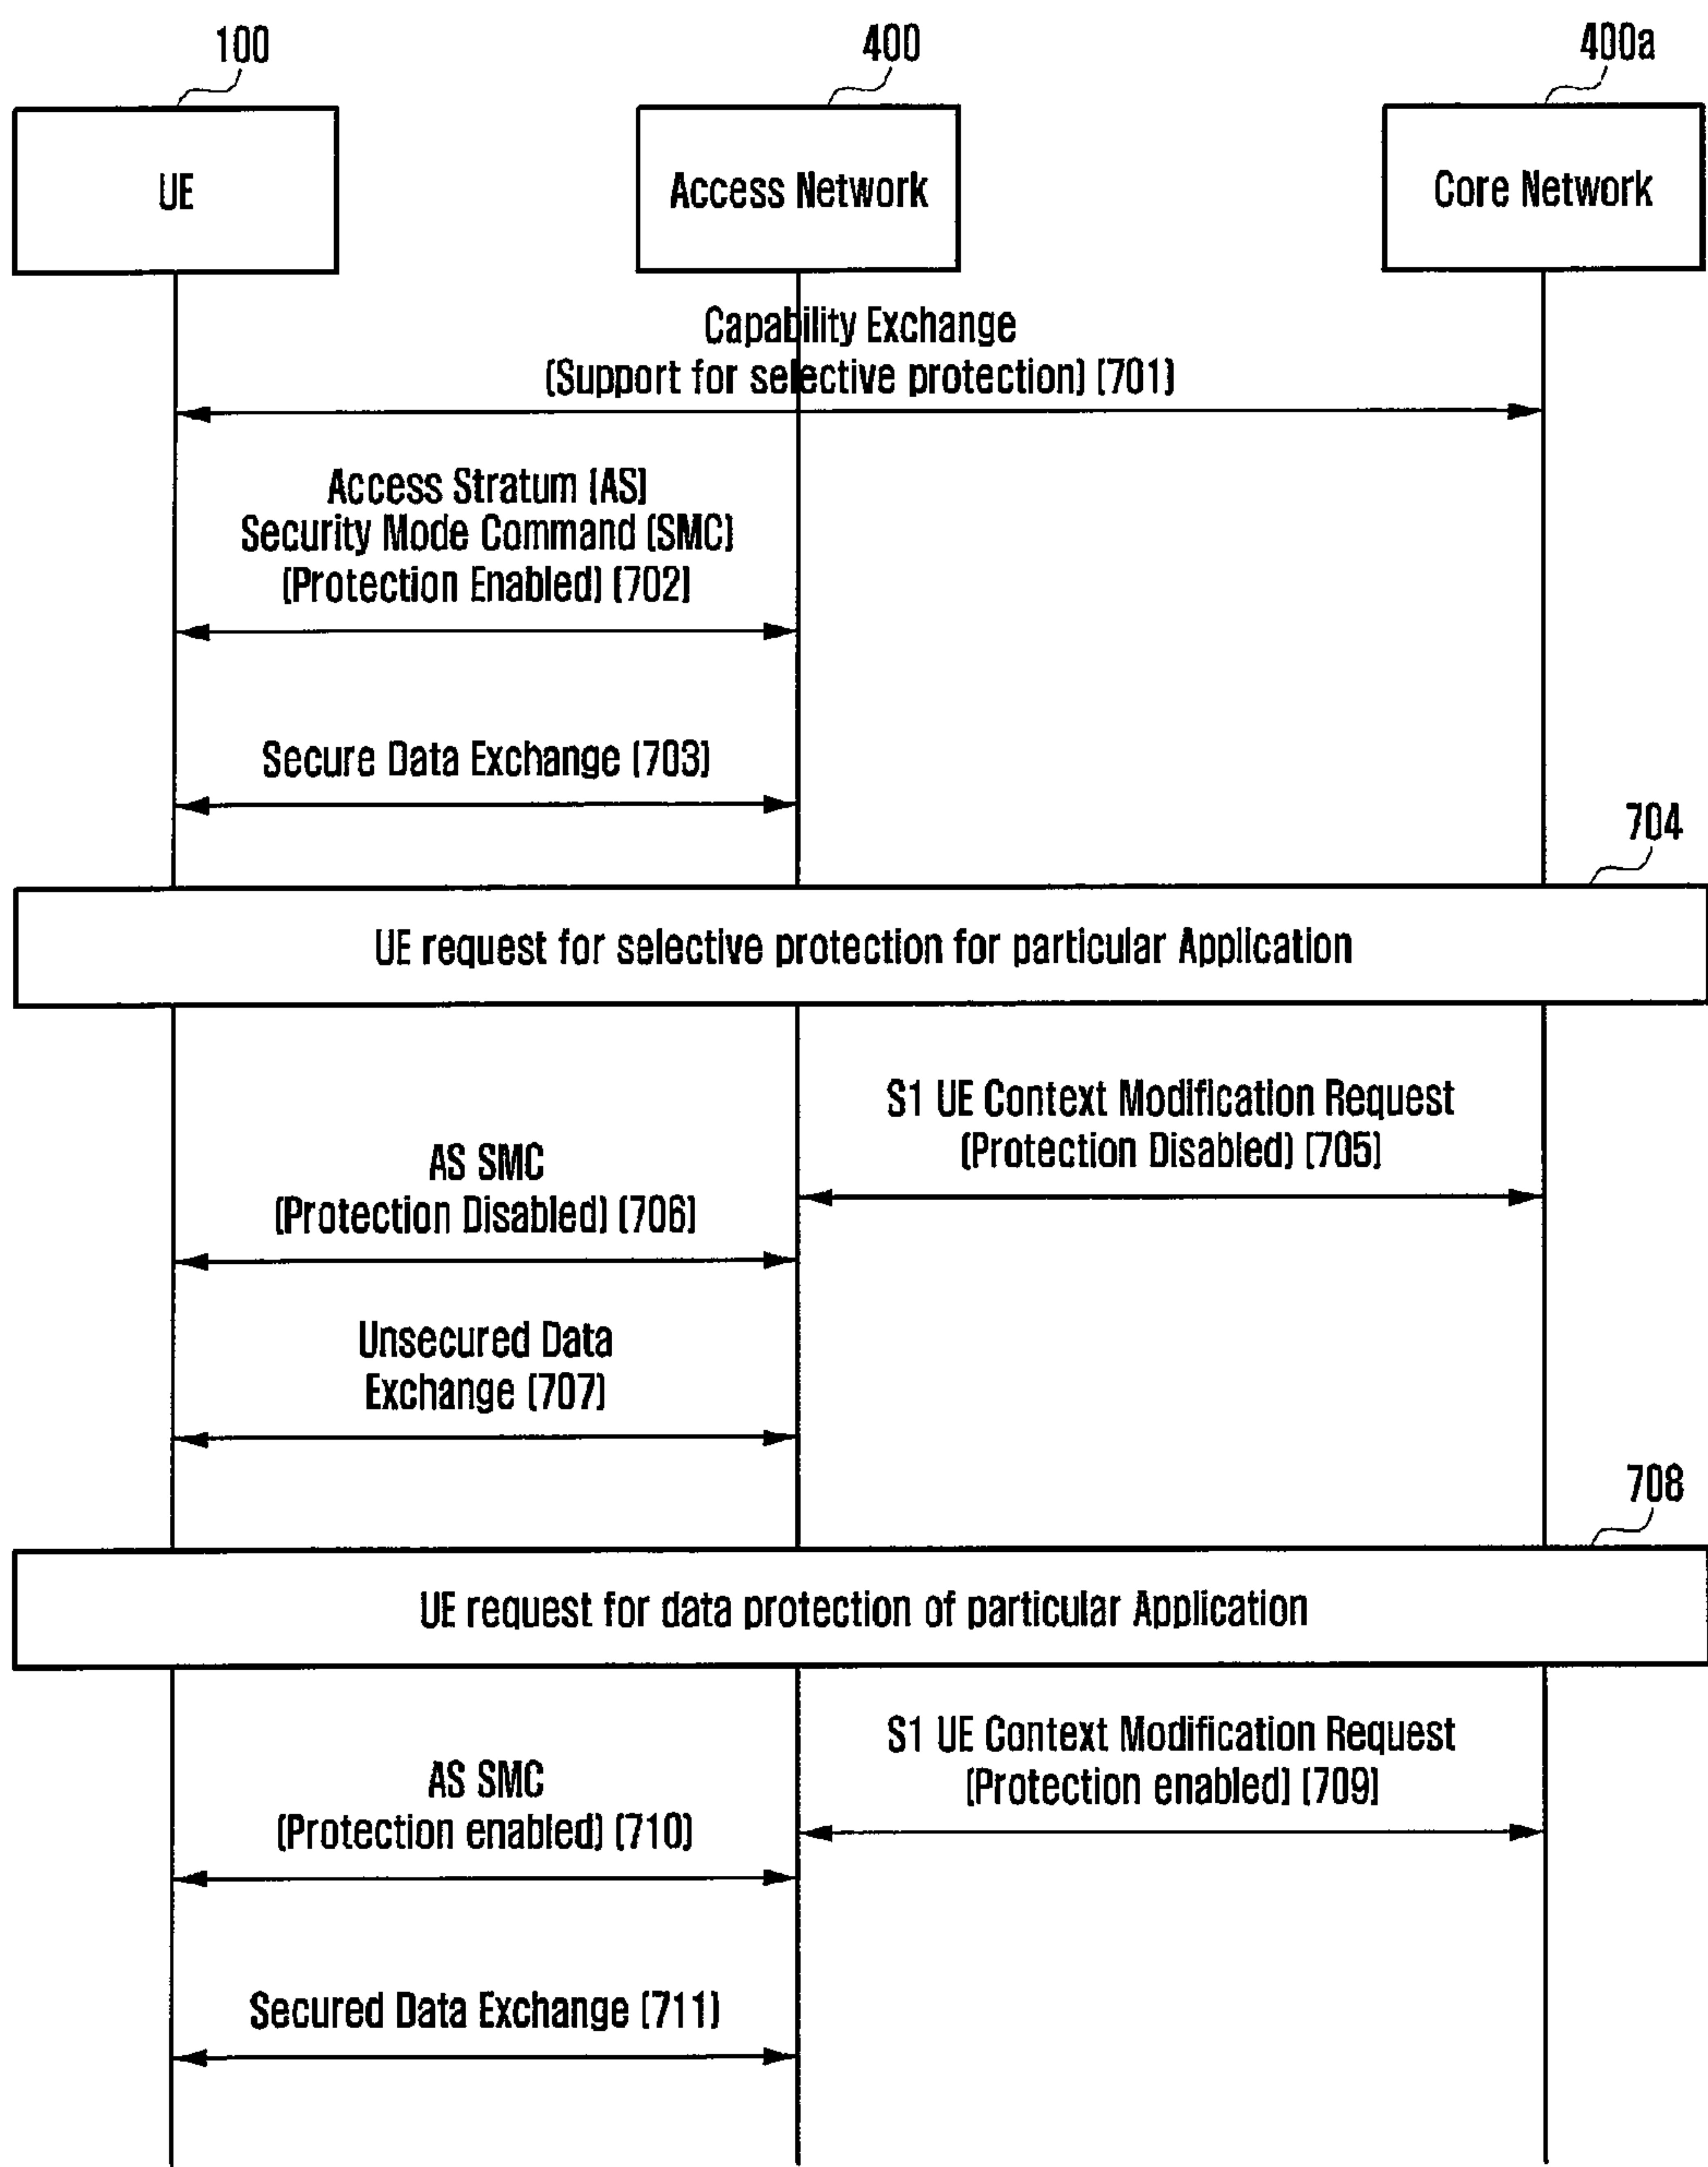 100
400
400a
UE
Access Network
Core Network
Capability Exchange
(Support for selective protection) (701)
Access Stratum (AS)
Security Mode Command (SMC)
(Protection Enabled) (702)
Secure Data Exchange (703)
704
UE request for selective protection for particular Application
S1 UE Context Modification Request
(Protection Disabled) (705)
AS SMC
(Protection Disabled) (706)
Unsecured Data
Exchange (707)
708
UE request for data protection of particular Application
S1 UE Context Modification Request
(Protection enabled) (709)
AS SMC
(Protection enabled) (710)
Secured Data Exchange (711)